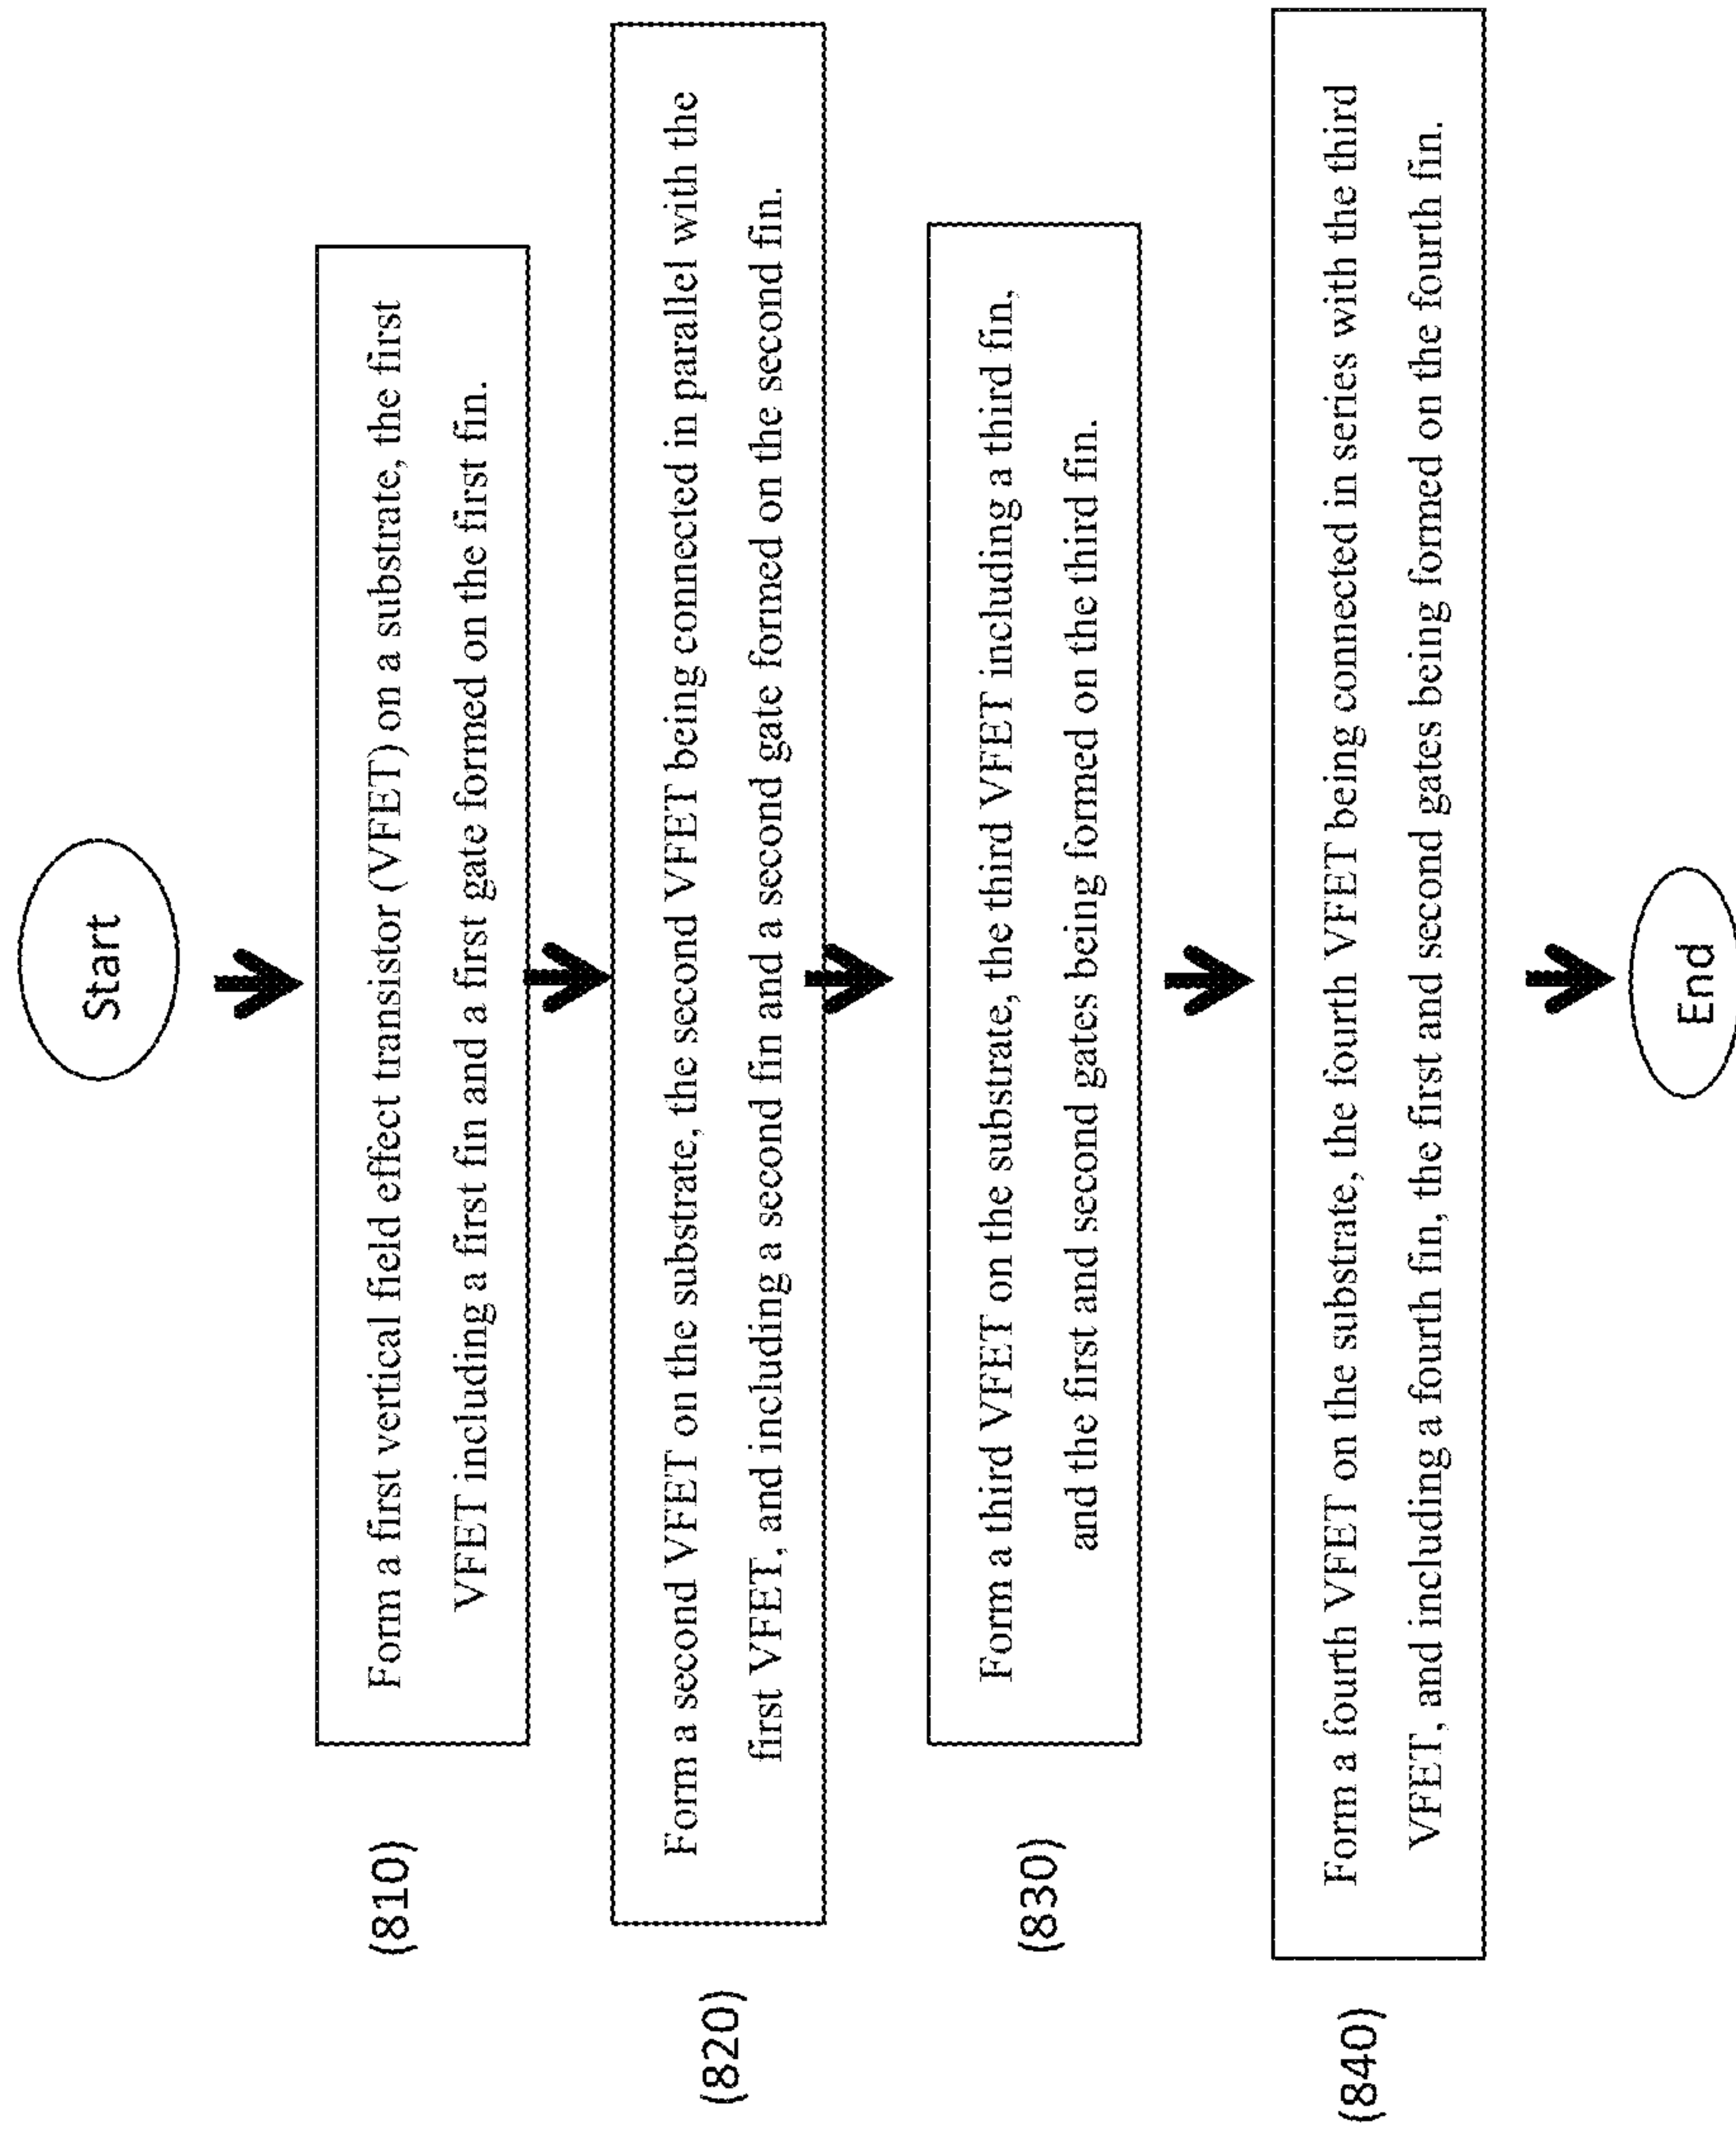 Start
(810)
Form a first vertical field effect transistor (VFET) on a substrate, the first
VFET including a first fin and a first gate formed on the first fin.
(820)
Form a second VFET on the substrate, the second VFET being connected in parallel with the
first VFET, and including a second fin and a second gate formed on the second fin.
(830)
Form a third VFET on the substrate, the third VFET including a third fin,
and the first and second gates being formed on the third fin.
(840)
Form a fourth VFET on the substrate, the fourth VFET being connected in series with the third
VFET, and including a fourth fin, the first and second gates being formed on the fourth fin.
End